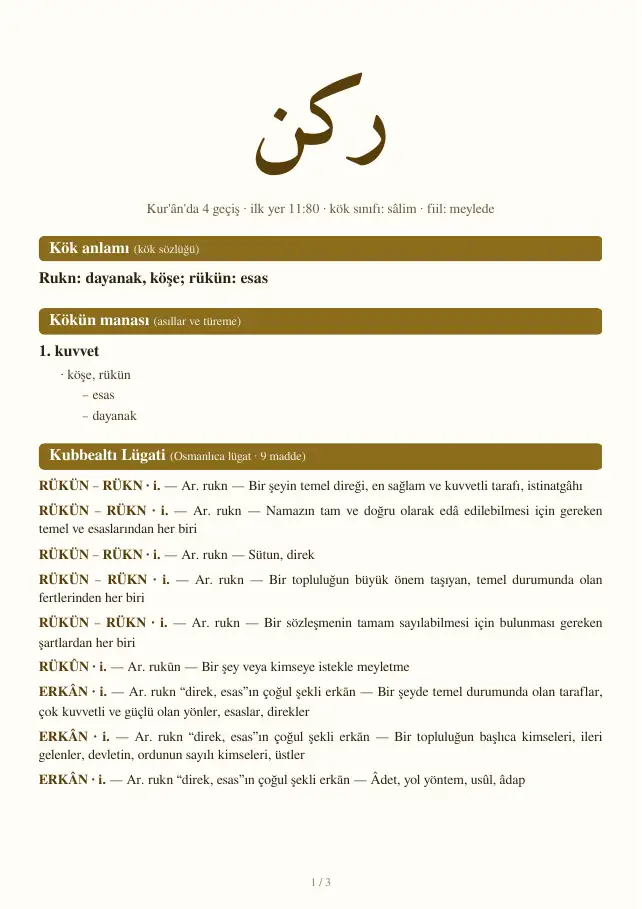 ركن
Kur'ân'da 4 geçiş · ilk yer 11:80 · kök sınıfı: sâlim · fiil: meylede
Kök anlamı (kök sözlüğü)
Rukn: dayanak, köşe; rükün: esas
Kökün manası (asıllar ve türeme)
1. kuvvet
· köşe, rükün
– esas
– dayanak
Kubbealtı Lügati (Osmanlıca lügat · 9 madde)
RÜKÜN – RÜKN · i. — Ar. rukn — Bir şeyin temel direği, en sağlam ve kuvvetli tarafı, istinatgâhı
RÜKÜN – RÜKN · i. — Ar. rukn — Namazın tam ve doğru olarak edâ edilebilmesi için gereken
temel ve esaslarından her biri
RÜKÜN – RÜKN · i. — Ar. rukn — Sütun, direk
RÜKÜN – RÜKN · i. — Ar. rukn — Bir topluluğun büyük önem taşıyan, temel durumunda olan
fertlerinden her biri
RÜKÜN – RÜKN · i. — Ar. rukn — Bir sözleşmenin tamam sayılabilmesi için bulunması gereken
şartlardan her biri
RÜKÛN · i. — Ar. rukūn — Bir şey veya kimseye istekle meyletme
ERKÂN · i. — Ar. rukn “direk, esas”ın çoğul şekli erkān — Bir şeyde temel durumunda olan taraflar,
çok kuvvetli ve güçlü olan yönler, esaslar, direkler
ERKÂN · i. — Ar. rukn “direk, esas”ın çoğul şekli erkān — Bir topluluğun başlıca kimseleri, ileri
gelenler, devletin, ordunun sayılı kimseleri, üstler
ERKÂN · i. — Ar. rukn “direk, esas”ın çoğul şekli erkān — Âdet, yol yöntem, usûl, âdap
1 / 3